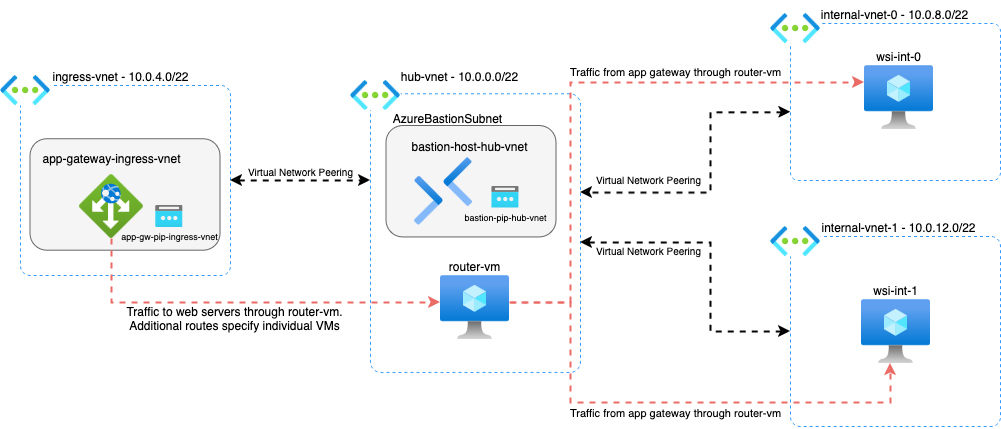 internal-vnet-0 - 10.0.8.0/22
wsi-int-0
ingress-vnet - 10.0.4.0/22
hub-vnet - 10.0.0.0/22
Traffic from app gateway through router-vm
AzureBastionSubnet
bastion-host-hub-vnet
app-gateway-ingress-vnet
Virtual Network Peering
Virtual Network Peering
bastion-pip-hub-vnet
app-gw-pip-ingress-vnet
internal-vnet-1 - 10.0.12.0/22
Virtual Network Peering
router-vm
wsi-int-1
Traffic to web servers through router-vm.
Additional routes specify individual VMs
Traffic from app gateway through router-vm